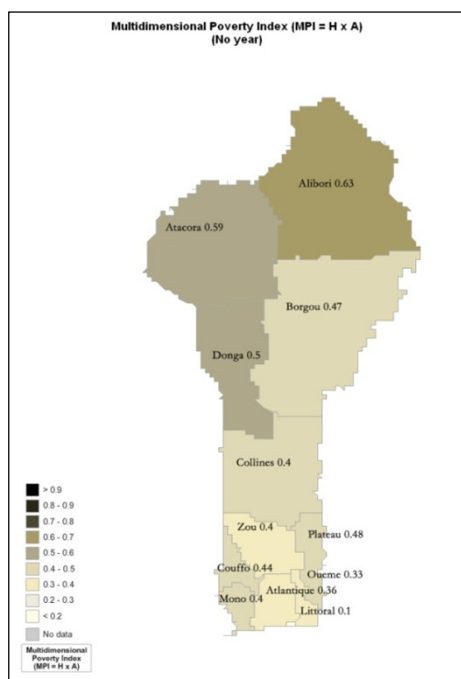 Multidimensional Poverty Index (MPI = H x A)
(No year)
Alibori 0.63
Atacora 0.59
Borgou 0.47
Donga 0.5
Collines 0.4
Zou 0.4
Plateau 0.48
Couffo 0.44
Oueme 0.33
Atlantique 0.36
Mono 0.4
Littoral 0.1
> 0.9
0.8 - 0.9
0.7 - 0.8
0.6 - 0.7
0.5 - 0.6
0.4 - 0.5
0.3 - 0.4
0.2 - 0.3
< 0.2
No data
Multidimensional
Poverty Index
(MPI = H x A)